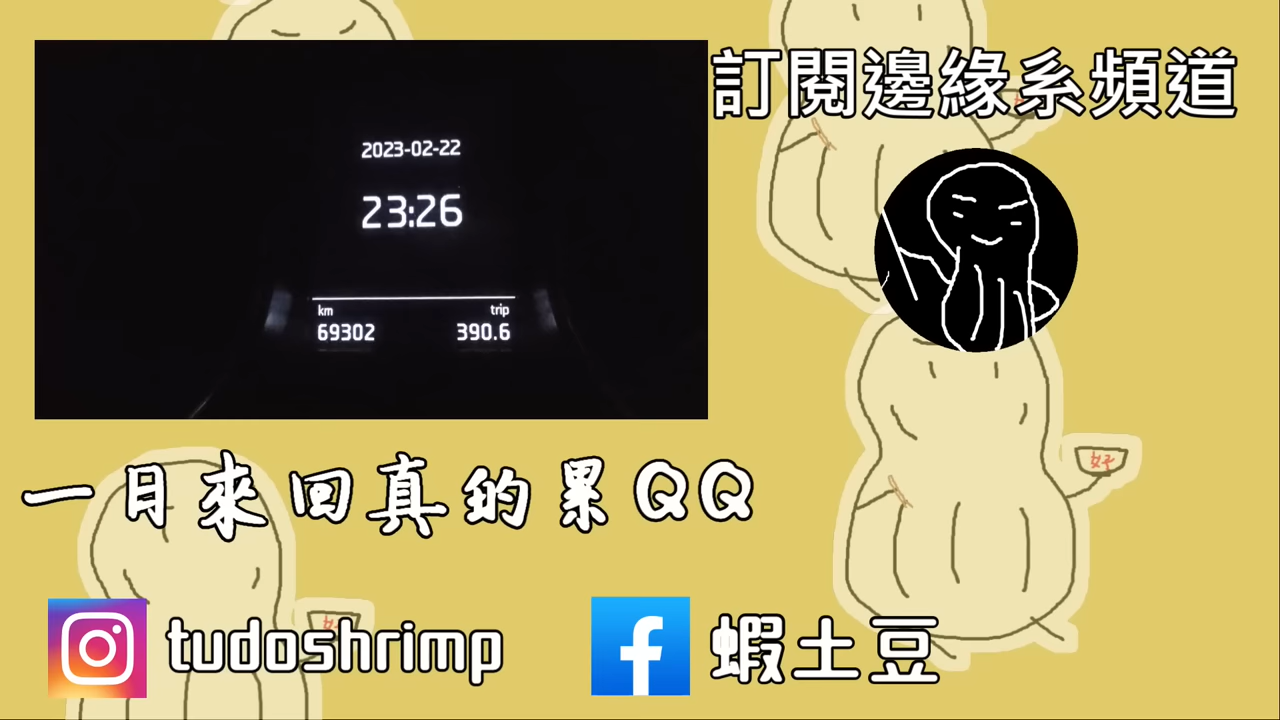 訂閱邊緣系頻道
2023-02-22
23:26
km trip
69302 390.6
一月來回真的累QQ
好
好
tudoshrimp
蝦土豆